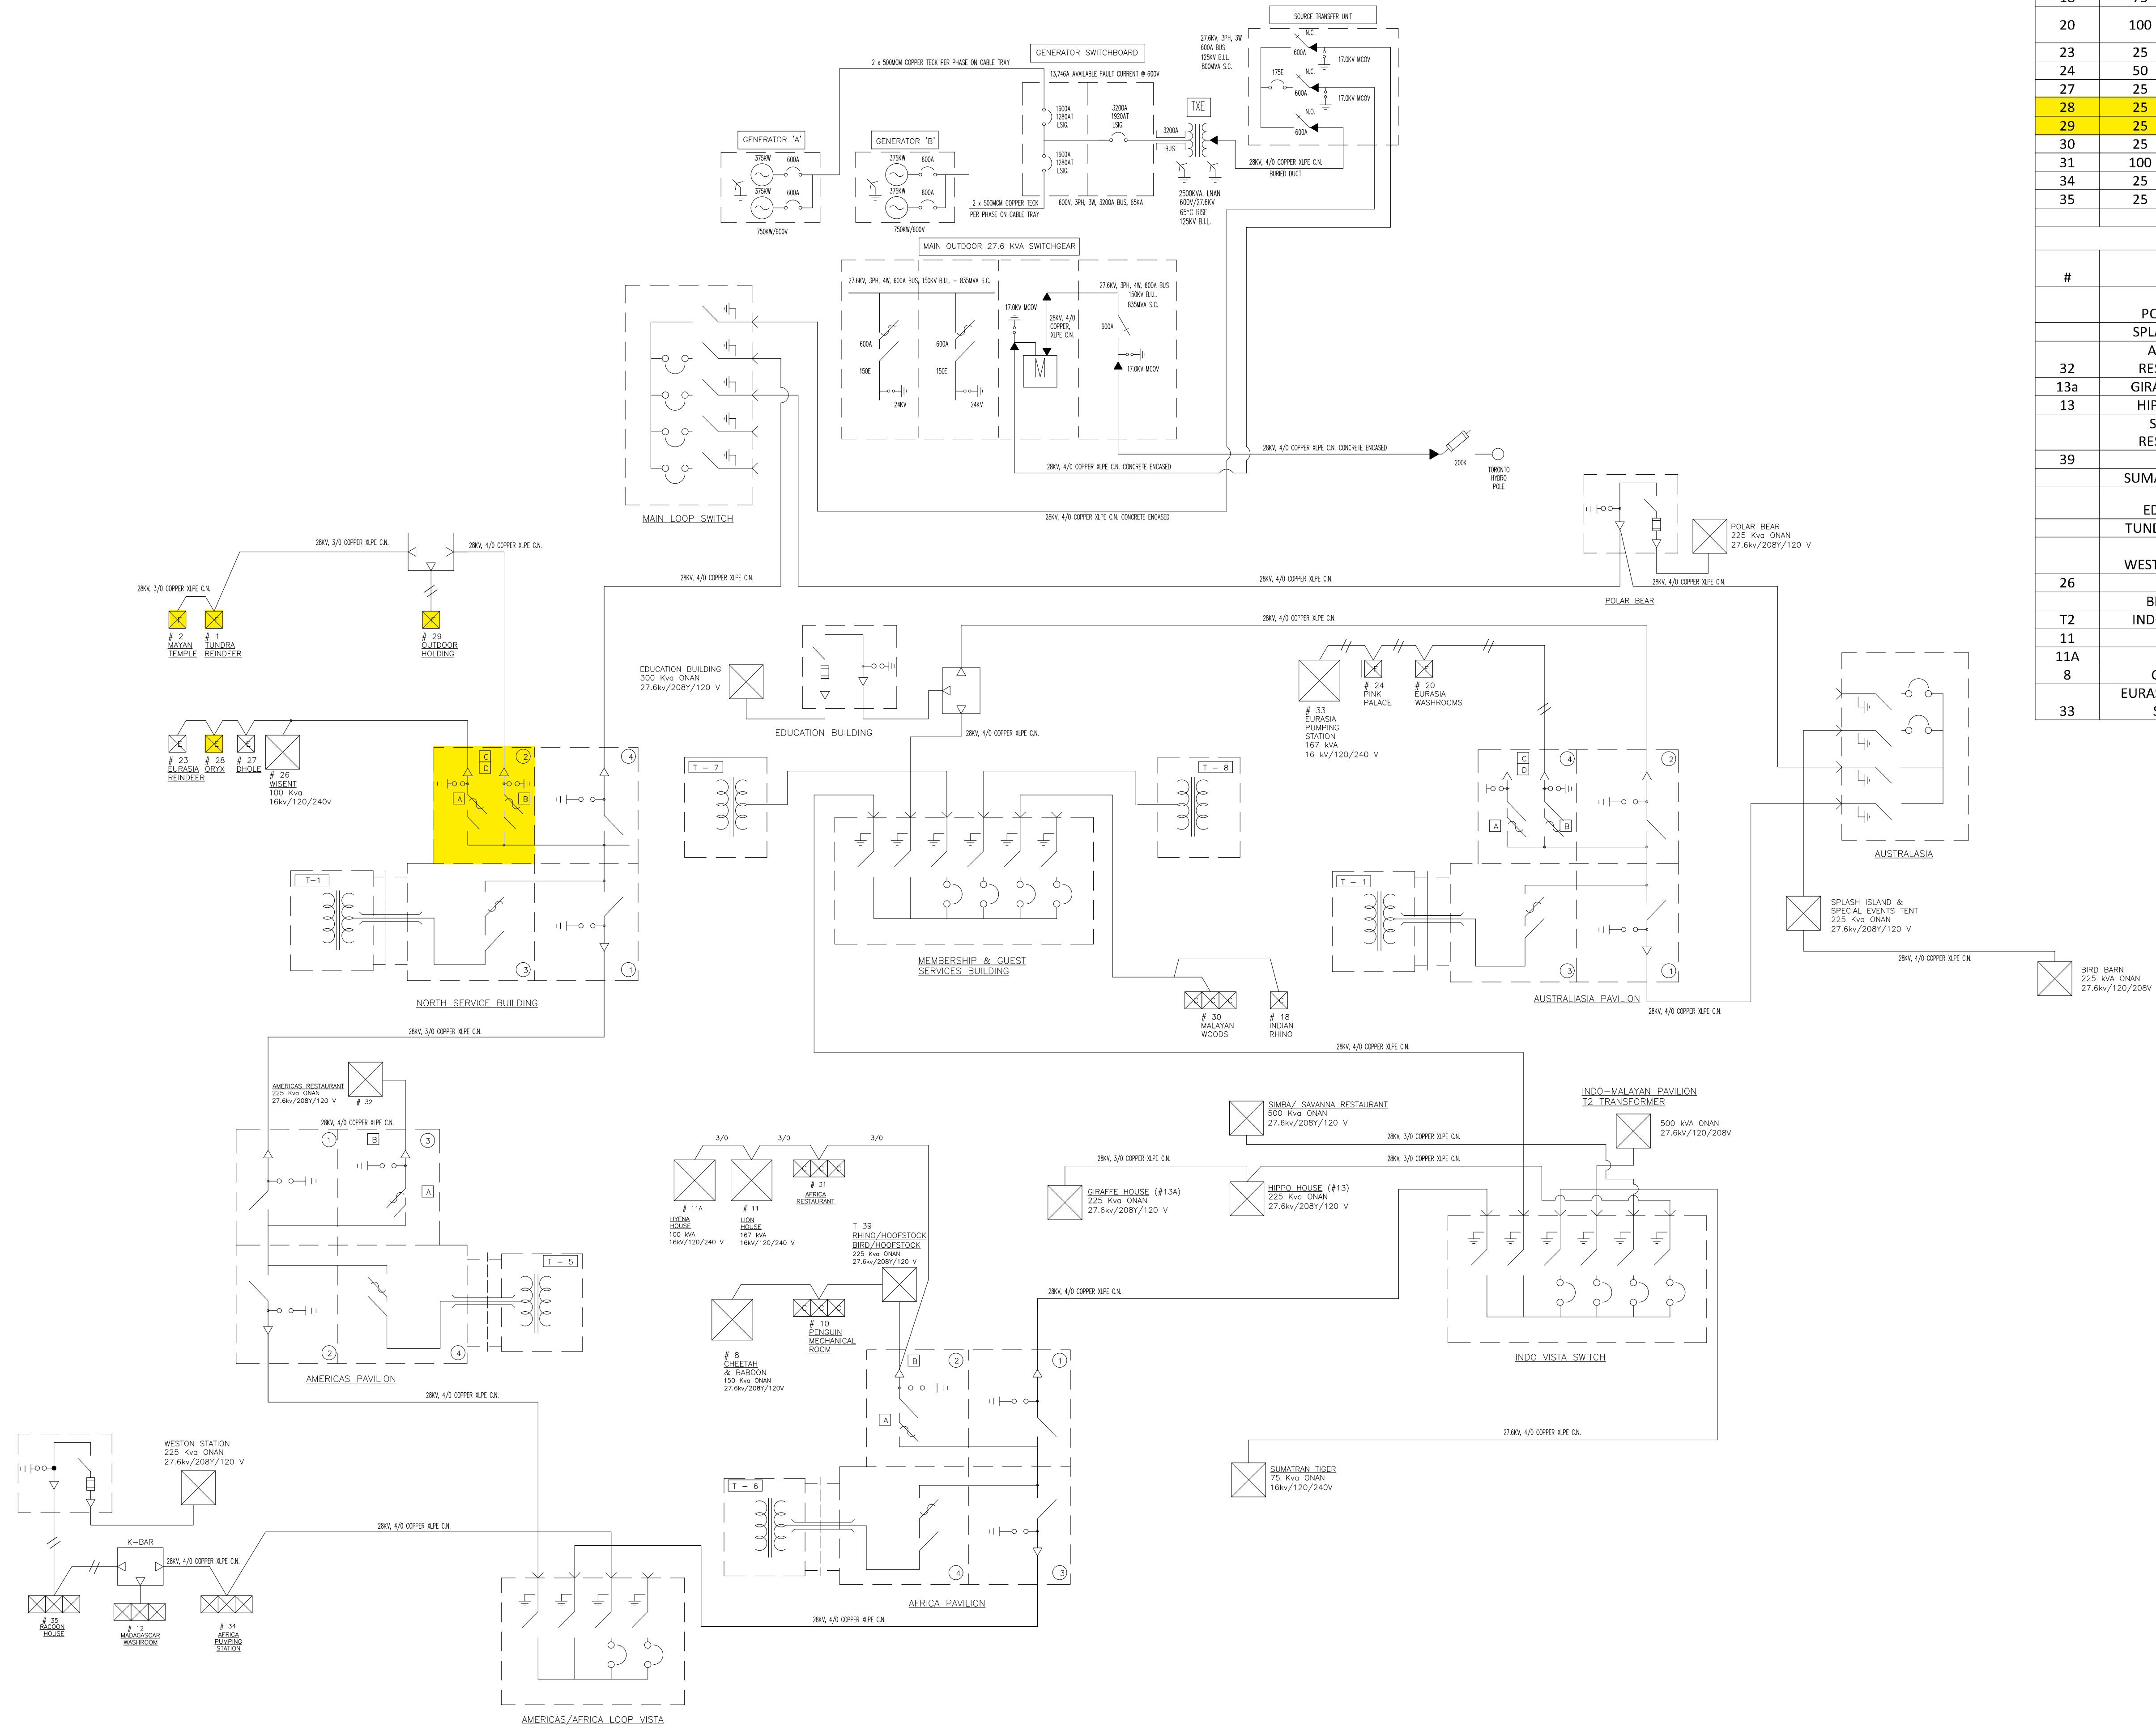 SOURCE TRANSFER UNIT
27.6KV, 3PH, 3W
600A BUS
125KV B.I.L.
800MVA S.C.
N.C.
600A
17.0KV MCOV
175E
N.C.
600A
17.0KV MCOV
N.O.
600A
GENERATOR SWITCHBOARD
2 x 500MCM COPPER TECK PER PHASE ON CABLE TRAY
13,746A AVAILABLE FAULT CURRENT @ 600V
1600A
1280AT
LSIG.
3200A
1920AT
LSIG.
1600A
1280AT
LSIG.
600V, 3PH, 3W, 3200A BUS, 65KA
TXE
3200A
BUS
2500KVA, LNAN
600V/27.6KV
65°C RISE
125KV B.I.L.
28KV, 4/0 COPPER XLPE C.N.
BURIED DUCT
GENERATOR 'A'
375KW
600A
375KW
600A
750KW/600V
GENERATOR 'B'
375KW
600A
375KW
600A
750KW/600V
2 x 500MCM COPPER TECK
PER PHASE ON CABLE TRAY
MAIN OUTDOOR 27.6 KVA SWITCHGEAR
27.6KV, 3PH, 4W, 600A BUS, 150KV B.I.L. - 835MVA S.C.
600A
150E
24KV
600A
150E
24KV
17.0KV MCOV
28KV, 4/0
COPPER,
XLPE C.N.
M
27.6KV, 3PH, 4W, 600A BUS
150KV B.I.L.
835MVA S.C.
600A
17.0KV MCOV
28KV, 4/0 COPPER XLPE C.N. CONCRETE ENCASED
28KV, 4/0 COPPER XLPE C.N. CONCRETE ENCASED
28KV, 4/0 COPPER XLPE C.N. CONCRETE ENCASED
200K
TORONTO
HYDRO
POLE
MAIN LOOP SWITCH
20 100
23 25
24 50
27 25
28 25
29 25
30 25
31 100
34 25
35 25
#
32
13a
13
39
26
T2
11
11A
8
33
28KV, 3/0 COPPER XLPE C.N.
28KV, 4/0 COPPER XLPE C.N.
28KV, 3/0 COPPER XLPE C.N.
# 2
MAYAN
TEMPLE
# 1
TUNDRA
REINDEER
# 29
OUTDOOR
HOLDING
28KV, 4/0 COPPER XLPE C.N.
28KV, 4/0 COPPER XLPE C.N.
28KV, 4/0 COPPER XLPE C.N.
POLAR BEAR
225 Kva ONAN
27.6kv/208Y/120 V
POLAR BEAR
28KV, 4/0 COPPER XLPE C.N.
EDUCATION BUILDING
300 Kva ONAN
27.6kv/208Y/120 V
EDUCATION BUILDING
28KV, 4/0 COPPER XLPE C.N.
# 33
EURASIA
PUMPING
STATION
167 kVA
16 kV/120/240 V
# 24
PINK
PALACE
# 20
EURASIA
WASHROOMS
# 23
EURASIA
REINDEER
# 28
ORYX
# 27
DHOLE
# 26
WISENT
100 Kva
16kv/120/240v
C
D
A
B
2
4
T-1
3
1
NORTH SERVICE BUILDING
T - 7
T - 8
MEMBERSHIP & GUEST
SERVICES BUILDING
# 30
MALAYAN
WOODS
# 18
INDIAN
RHINO
C
D
A
B
4
2
T - 1
3
1
AUSTRALIASIA PAVILION
28KV, 4/0 COPPER XLPE C.N.
AUSTRALASIA
SPLASH ISLAND &
SPECIAL EVENTS TENT
225 Kva ONAN
27.6kv/208Y/120 V
28KV, 4/0 COPPER XLPE C.N.
BIRD BARN
225 kVA ONAN
27.6kv/120/208V
28KV, 3/0 COPPER XLPE C.N.
28KV, 4/0 COPPER XLPE C.N.
AMERICAS RESTAURANT
225 Kva ONAN
27.6kv/208Y/120 V
# 32
28KV, 4/0 COPPER XLPE C.N.
1
B
3
A
2
4
T - 5
AMERICAS PAVILION
28KV, 4/0 COPPER XLPE C.N.
3/0
3/0
3/0
# 11A
HYENA
HOUSE
100 kVA
16kV/120/240 V
# 11
LION
HOUSE
167 kVA
16kV/120/240 V
# 31
AFRICA
RESTAURANT
T 39
RHINO/HOOFSTOCK
BIRD/HOOFSTOCK
225 Kva ONAN
27.6kv/208Y/120 V
# 8
CHEETAH
& BABOON
150 Kva ONAN
27.6kv/208Y/120V
# 10
PENGUIN
MECHANICAL
ROOM
SIMBA/ SAVANNA RESTAURANT
500 Kva ONAN
27.6kv/208Y/120 V
28KV, 3/0 COPPER XLPE C.N.
28KV, 3/0 COPPER XLPE C.N.
28KV, 3/0 COPPER XLPE C.N.
GIRAFFE HOUSE (#13A)
225 Kva ONAN
27.6kv/208Y/120 V
HIPPO HOUSE (#13)
225 Kva ONAN
27.6kv/208Y/120 V
INDO-MALAYAN PAVILION
T2 TRANSFORMER
500 kVA ONAN
27.6kV/120/208V
INDO VISTA SWITCH
28KV, 4/0 COPPER XLPE C.N.
B
2
1
A
T - 6
4
3
AFRICA PAVILION
27.6KV, 4/0 COPPER XLPE C.N.
SUMATRAN TIGER
75 Kva ONAN
16kv/120/240V
WESTON STATION
225 Kva ONAN
27.6kv/208Y/120 V
K-BAR
28KV, 4/0 COPPER XLPE C.N.
28KV, 4/0 COPPER XLPE C.N.
# 35
RACOON
HOUSE
# 12
MADAGASCAR
WASHROOM
# 34
AFRICA
PUMPING
STATION
28KV, 4/0 COPPER XLPE C.N.
AMERICAS/AFRICA LOOP VISTA